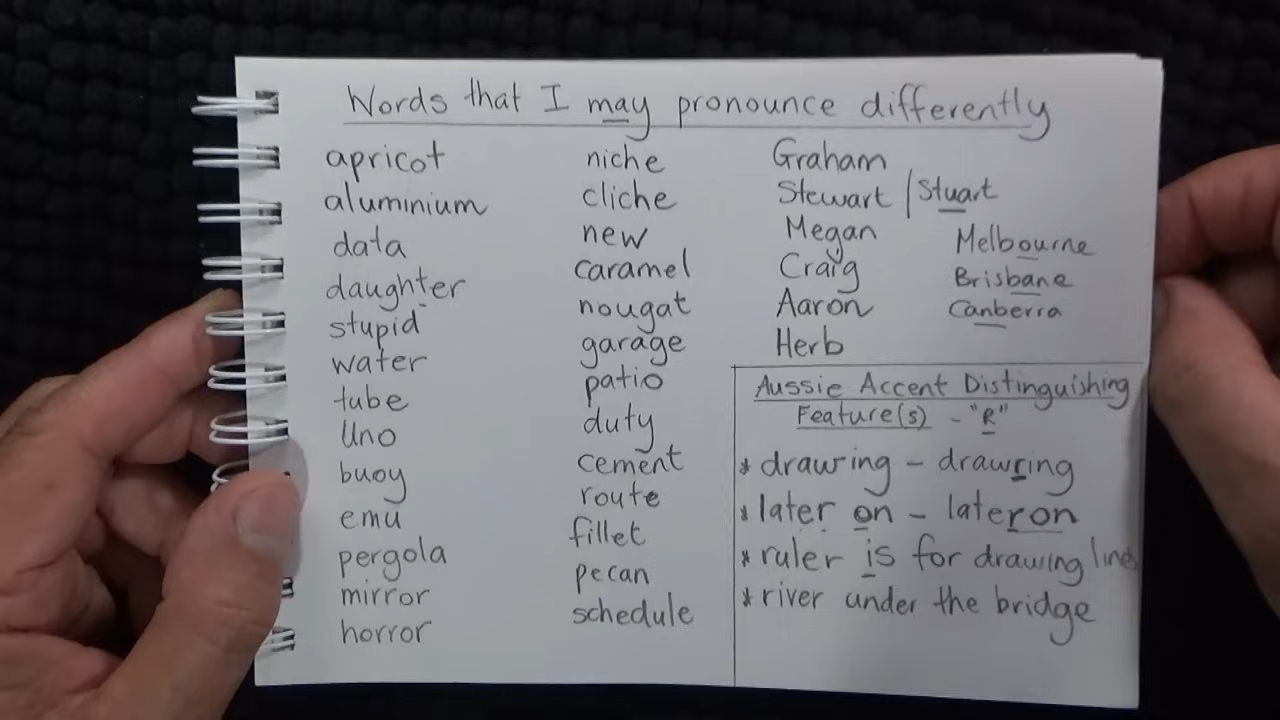 Words that I may pronounce differently
apricot
aluminium
data
daughter
stupid
water
tube
Uno
buoy
emu
pergola
mirror
horror
niche
cliche
new
caramel
nougat
garage
patio
duty
cement
route
fillet
pecan
schedule
Graham
Stewart / Stuart
Megan
Craig
Aaron
Herb
Melbourne
Brisbane
Canberra
Aussie Accent Distinguishing
Feature(s) - "R"
* drawing - drawring
* later on - lateron
* ruler is for drawing lines
* river under the bridge